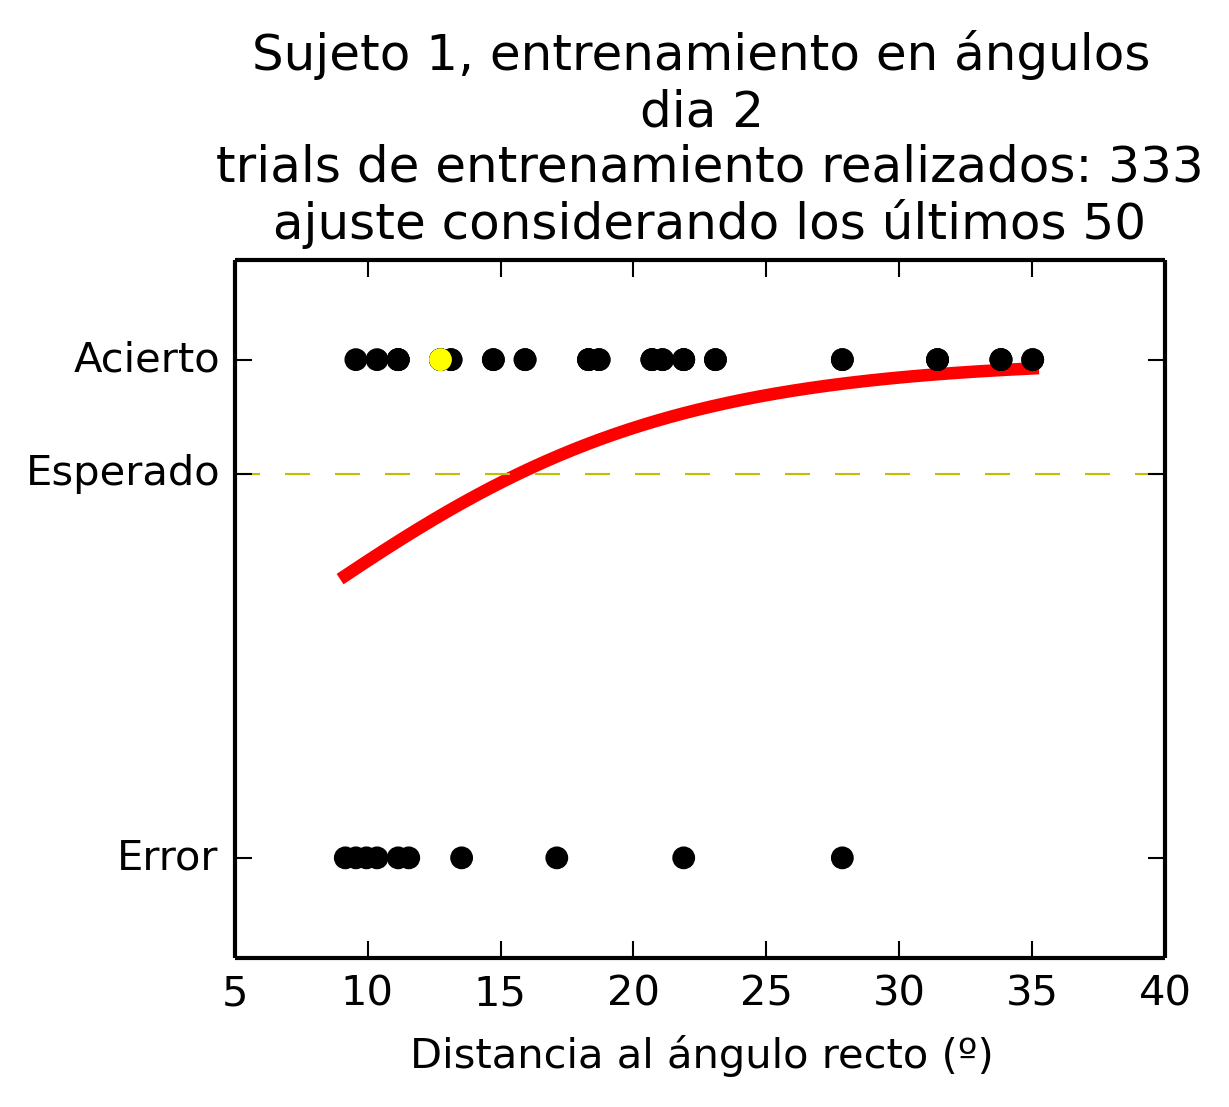 Sujeto 1, entrenamiento en ángulos
dia 2
trials de entrenamiento realizados: 333
ajuste considerando los últimos 50
Acierto
Esperado
Error
5 10 15 20 25 30 35 40
Distancia al ángulo recto (º)